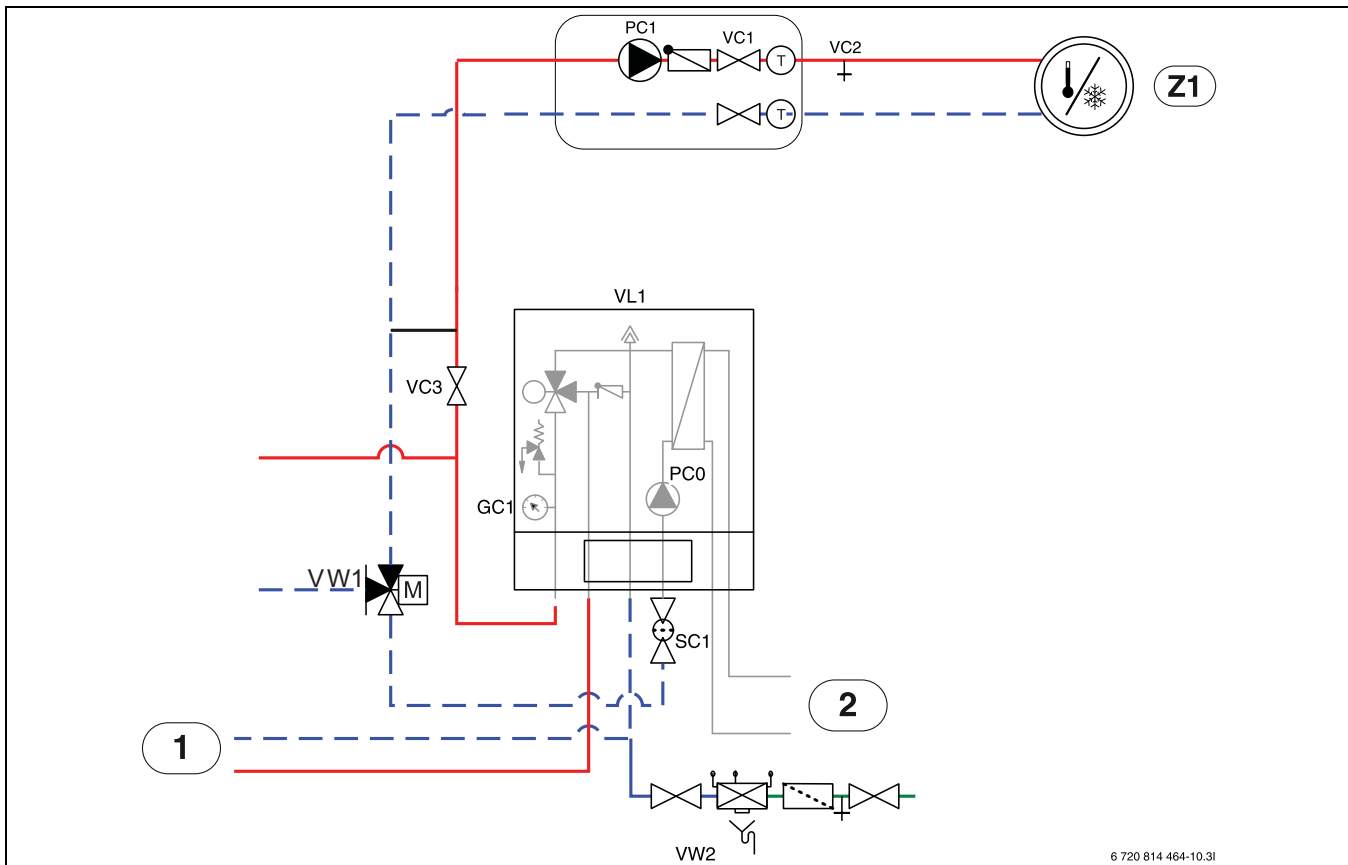 PC1
VC1
VC2
T
Z1
T
VL1
VC3
PC0
GC1
VW1
M
SC1
2
1
VW2
6 720 814 464-10.3I